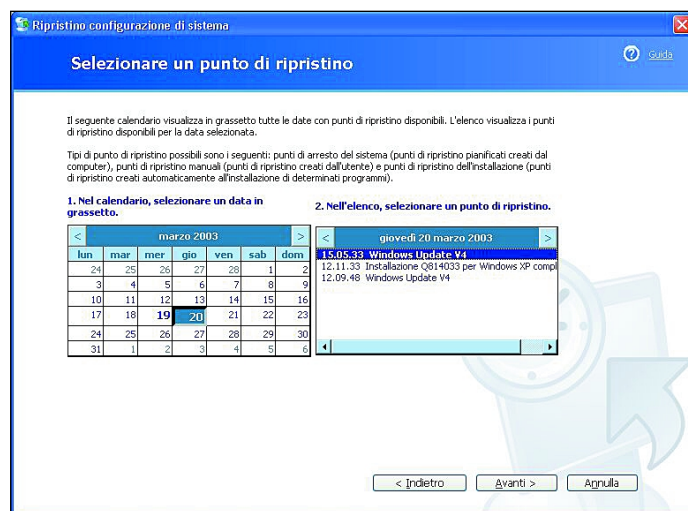 Ripristino configurazione di sistema
Selezionare un punto di ripristino
Guida
Il seguente calendario visualizza in grassetto tutte le date con punti di ripristino disponibili. L'elenco visualizza i punti
di ripristino disponibili per la data selezionata.
Tipi di punto di ripristino possibili sono i seguenti: punti di arresto del sistema (punti di ripristino pianificati creati dal
computer), punti di ripristino manuali (punti di ripristino creati dall'utente) e punti di ripristino dell'installazione (punti
di ripristino creati automaticamente all'installazione di determinati programmi).
1. Nel calendario, selezionare un data in
grassetto.
< marzo 2003 >
lun mar mer gio ven sab dom
24 25 26 27 28 1 2
3 4 5 6 7 8 9
10 11 12 13 14 15 16
17 18 19 20 21 22 23
24 25 26 27 28 29 30
31 1 2 3 4 5 6
2. Nell'elenco, selezionare un punto di ripristino.
< giovedì 20 marzo 2003 >
15.05.33 Windows Update V4
12.11.33 Installazione Q814033 per Windows XP compl
12.09.48 Windows Update V4
< Indietro
Avanti >
Annulla